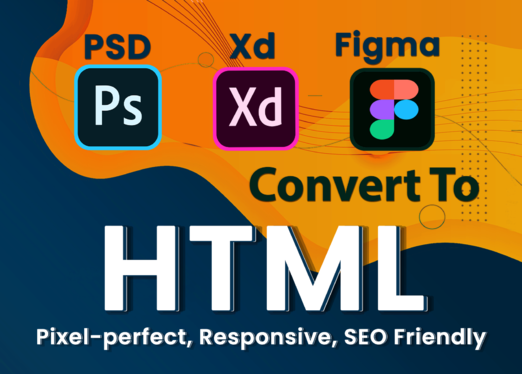 PSD Xd Figma
Ps Xd
Convert To
HTML
Pixel-perfect, Responsive, SEO Friendly